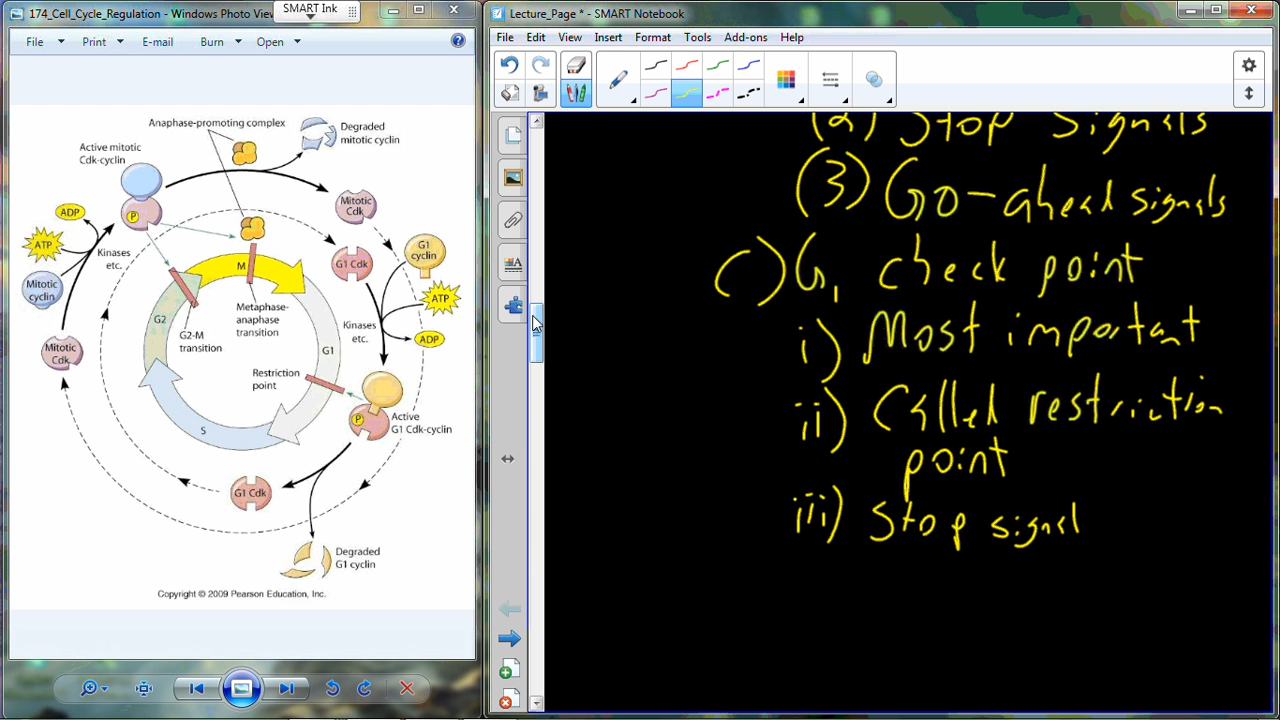 174_Cell_Cycle_Regulation - Windows Photo View
SMART Ink
File Print E-mail Burn Open
Anaphase-promoting complex
Degraded
mitotic cyclin
Active mitotic
Cdk-cyclin
P
ADP
ATP
Kinases
etc.
Mitotic
cyclin
Mitotic
Cdk
Mitotic
Cdk
G1 Cdk
G1
cyclin
ATP
Kinases
etc.
ADP
M
Metaphase-
anaphase
transition
G2
G2-M
transition
G1
Restriction
point
S
P
Active
G1 Cdk-cyclin
G1 Cdk
Degraded
G1 cyclin
Copyright © 2009 Pearson Education, Inc.
Lecture_Page * - SMART Notebook
File Edit View Insert Format Tools Add-ons Help
(2) Stop signals
(3) Go-ahead signals
C) G1 check point
i) Most important
ii) Called restriction
point
iii) Stop signal